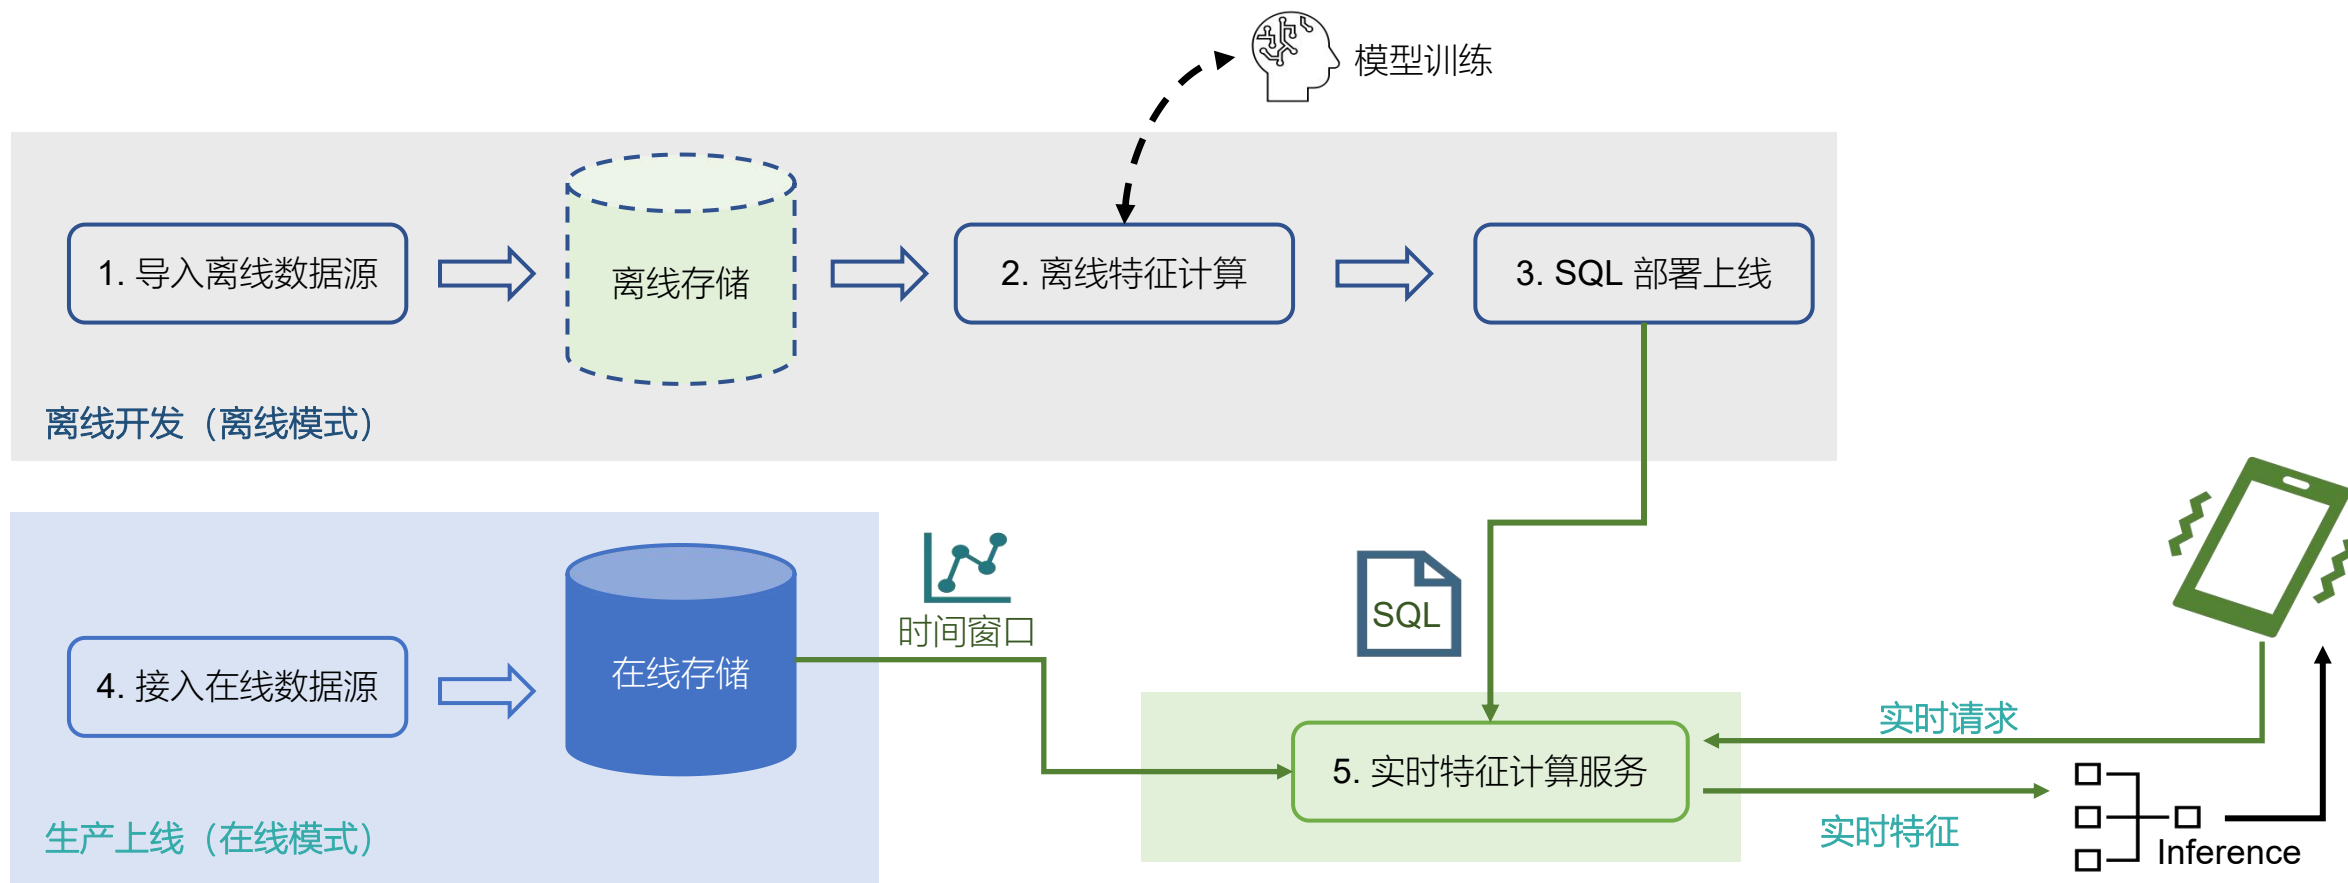 模型训练
1. 导入离线数据源
离线存储
2. 离线特征计算
3. SQL 部署上线
离线开发（离线模式）
时间窗口
SQL
4. 接入在线数据源
在线存储
实时请求
5. 实时特征计算服务
实时特征
生产上线（在线模式）
Inference